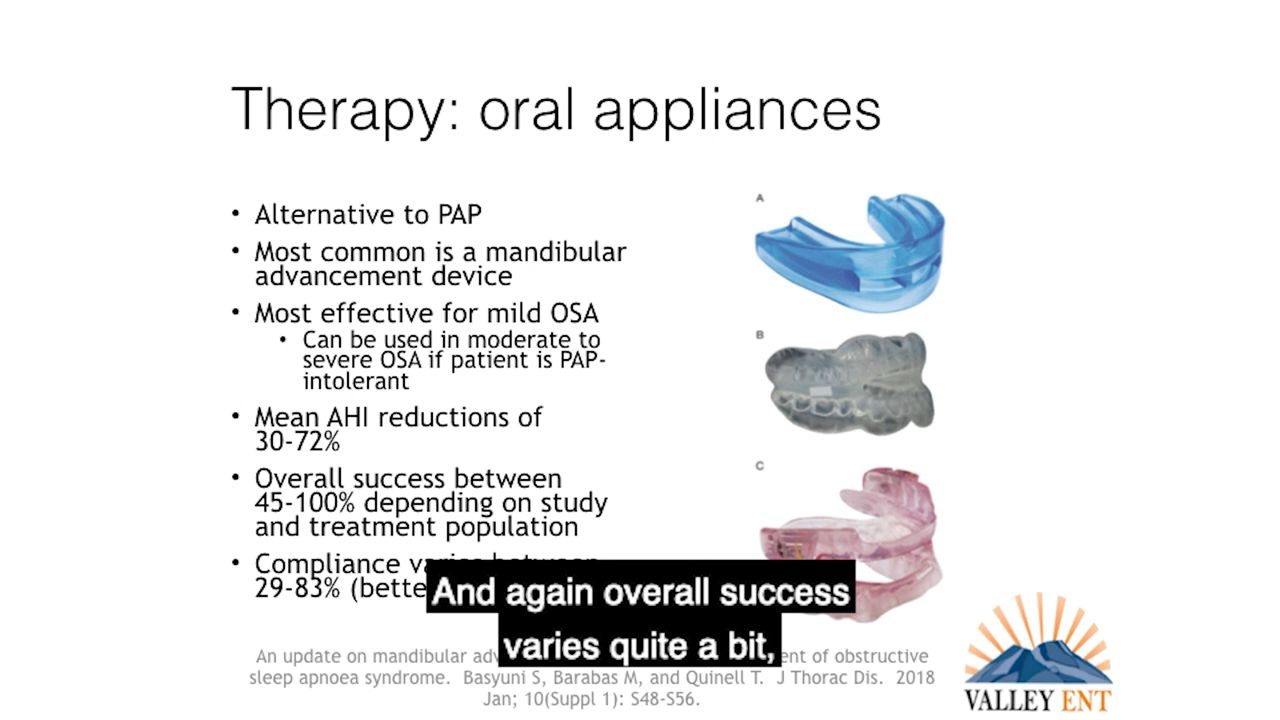 Therapy: oral appliances
• Alternative to PAP
• Most common is a mandibular
advancement device
• Most effective for mild OSA
• Can be used in moderate to
severe OSA if patient is PAP-
intolerant
• Mean AHI reductions of
30-72%
• Overall success between
45-100% depending on study
and treatment population
• Compliance varies between
29-83% (bette
A
B
C
And again overall success
varies quite a bit,
An update on mandibular of obstructive
sleep apnoea syndrome. Basyuni S, Barabas M, and Quinell T. J Thorac Dis. 2018
Jan; 10(Suppl 1): S48-S56.
VALLEY ENT